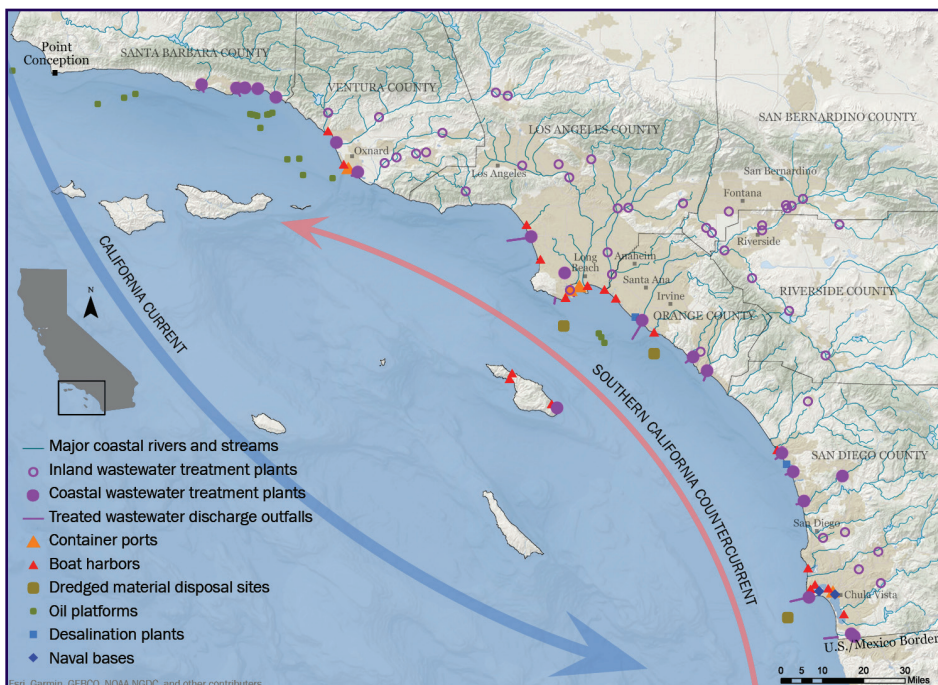 Point
Conception
SANTA BARBARA COUNTY
VENTURA COUNTY
SAN BERNARDINO COUNTY
LOS ANGELES COUNTY
Oxnard
Los Angeles
San Bernardino
Fontana
Riverside
Long
Beach
Anaheim
Santa Ana
Irvine
RIVERSIDE COUNTY
ORANGE COUNTY
CALIFORNIA CURRENT
SOUTHERN CALIFORNIA COUNTERCURRENT
N
SAN DIEGO COUNTY
San Diego
Chula Vista
U.S./Mexico Border
Major coastal rivers and streams
Inland wastewater treatment plants
Coastal wastewater treatment plants
Treated wastewater discharge outfalls
Container ports
Boat harbors
Dredged material disposal sites
Oil platforms
Desalination plants
Naval bases
0 5 10 20 30
Miles
Esri, Garmin, GEBCO, NOAA NGDC, and other contributers